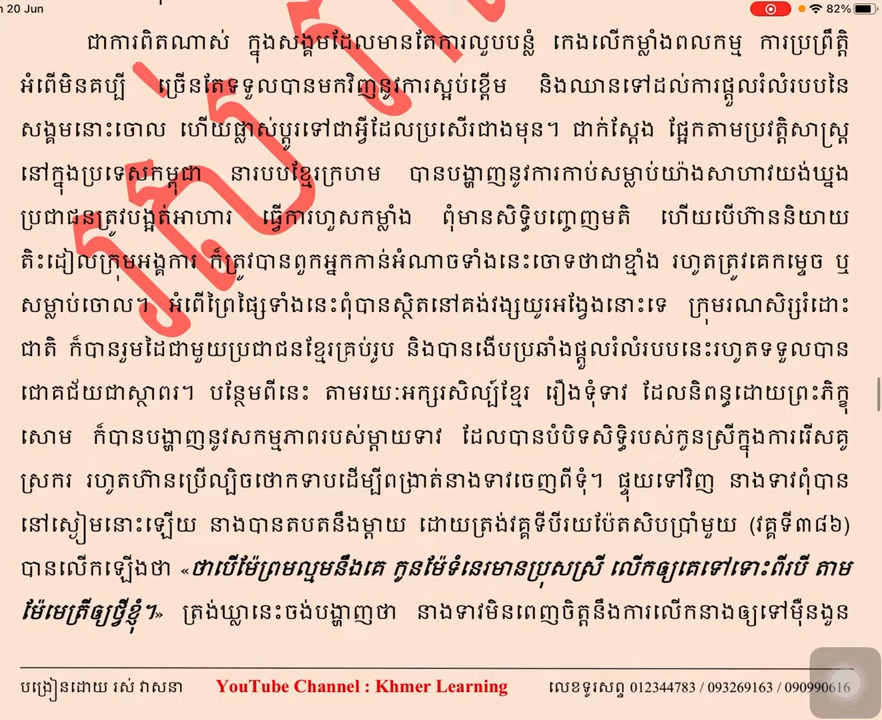 20 Jun
82%
ជាការពិតណាស់ ក្នុងសង្គមដែលមានតែការលួបបន្លំ កេងលើកម្លាំងពលកម្ម ការប្រព្រឹត្តិ
អំពើមិនគប្បី ច្រើនតែទទួលបានមកវិញនូវការស្អប់ខ្ពើម និងឈានទៅដល់ការផ្តួលរំលំរបបនៃ
សង្គមនោះចោល ហើយផ្លាស់ប្តូរទៅជាអ្វីដែលប្រសើរជាងមុន។ ជាក់ស្តែង ផ្អែកតាមប្រវត្តិសាស្ត្រ
នៅក្នុងប្រទេសកម្ពុជា នារបបខ្មែរក្រហម បានបង្ហាញនូវការកាប់សម្លាប់យ៉ាងសាហាវយង់ឃ្នង
ប្រជាជនត្រូវបង្អត់អាហារ ធ្វើការហួសកម្លាំង ពុំមានសិទ្ធិបញ្ចេញមតិ ហើយបើហ៊ាននិយាយ
តិះដៀលក្រុមអង្គការ ក៏ត្រូវបានពួកអ្នកកាន់អំណាចទាំងនេះចោទថាជាខ្មាំង រហូតត្រូវគេកម្ទេច ឬ
សម្លាប់ចោល។ អំពើព្រៃផ្សៃទាំងនេះពុំបានស្ថិតនៅគង់វង្សយូរអង្វែងនោះទេ ក្រុមរណសិរ្សរំដោះ
ជាតិ ក៏បានរួមដៃជាមួយប្រជាជនខ្មែរគ្រប់រូប និងបានងើបប្រឆាំងផ្តួលរំលំរបបនេះរហូតទទួលបាន
ជោគជ័យជាស្ថាពរ។ បន្ថែមពីនេះ តាមរយៈអក្សរសិល្ប៍ខ្មែរ រឿងទុំទាវ ដែលនិពន្ធដោយព្រះភិក្ខុ
សោម ក៏បានបង្ហាញនូវសកម្មភាពរបស់ម្តាយទាវ ដែលបានបំបិទសិទ្ធិរបស់កូនស្រីក្នុងការរើសគូ
ស្រករ រហូតហ៊ានប្រើល្បិចថោកទាបដើម្បីពង្រាត់នាងទាវចេញពីទុំ។ ផ្ទុយទៅវិញ នាងទាវពុំបាន
នៅស្ងៀមនោះឡើយ នាងបានតបតនឹងម្តាយ ដោយត្រង់វគ្គទីបីរយប៉ែតសិបប្រាំមួយ (វគ្គទី៣៨៦)
បានលើកឡើងថា «ថាបើម៉ែព្រមល្មមនឹងគេ កូនម៉ែទំនេរមានប្រុសស្រី លើកឲ្យគេទៅទោះពីរបី តាម
ម៉ែមេត្រីឲ្យថ្វីខ្ញុំ។» ត្រង់ឃ្លានេះចង់បង្ហាញថា នាងទាវមិនពេញចិត្តនឹងការលើកនាងឲ្យទៅម៉ឺនងួន
បង្រៀនដោយ រស់ វាសនា YouTube Channel : Khmer Learning លេខទូរសព្ទ 012344783 / 093269163 / 090990616